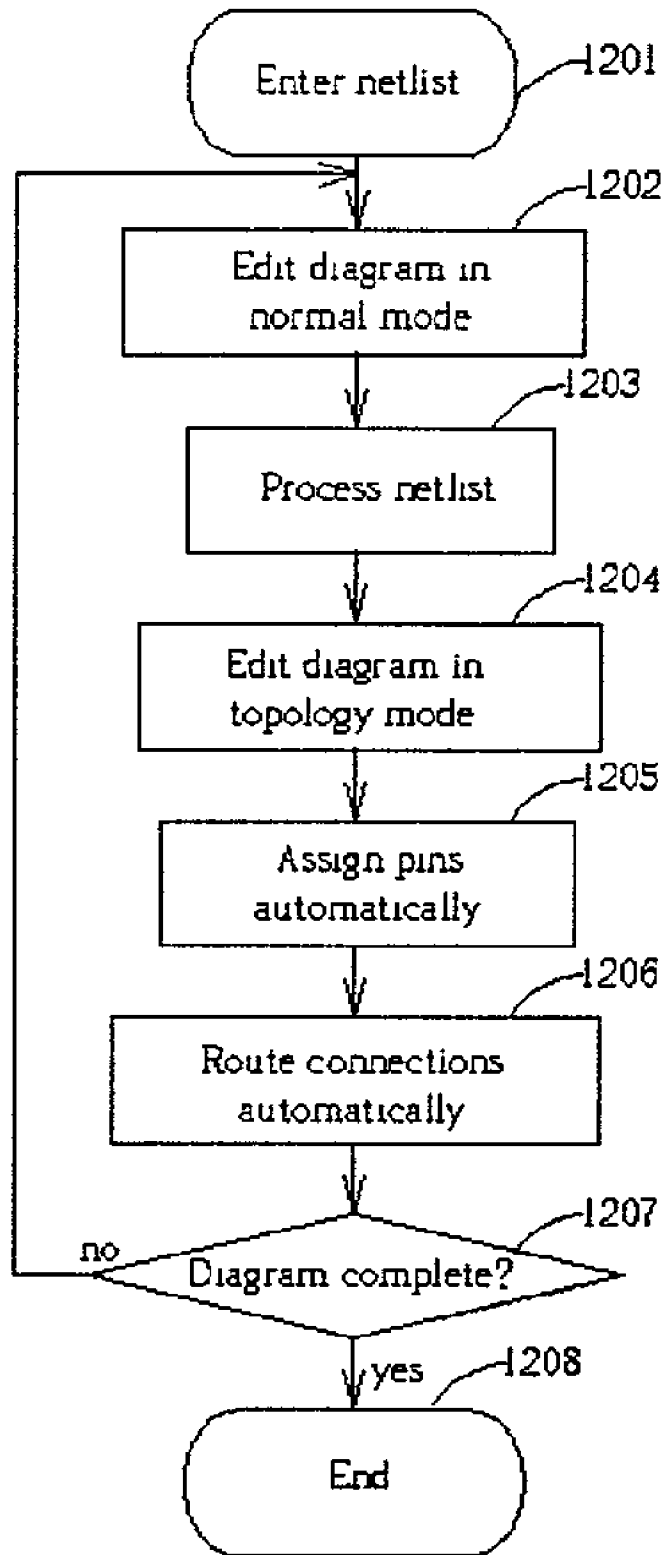 Enter netlist
1201
1202
Edit diagram in
normal mode
1203
Process netlist
1204
Edit diagram in
topology mode
1205
Assign pins
automatically
1206
Route connections
automatically
1207
no
Diagram complete?
yes
1208
End